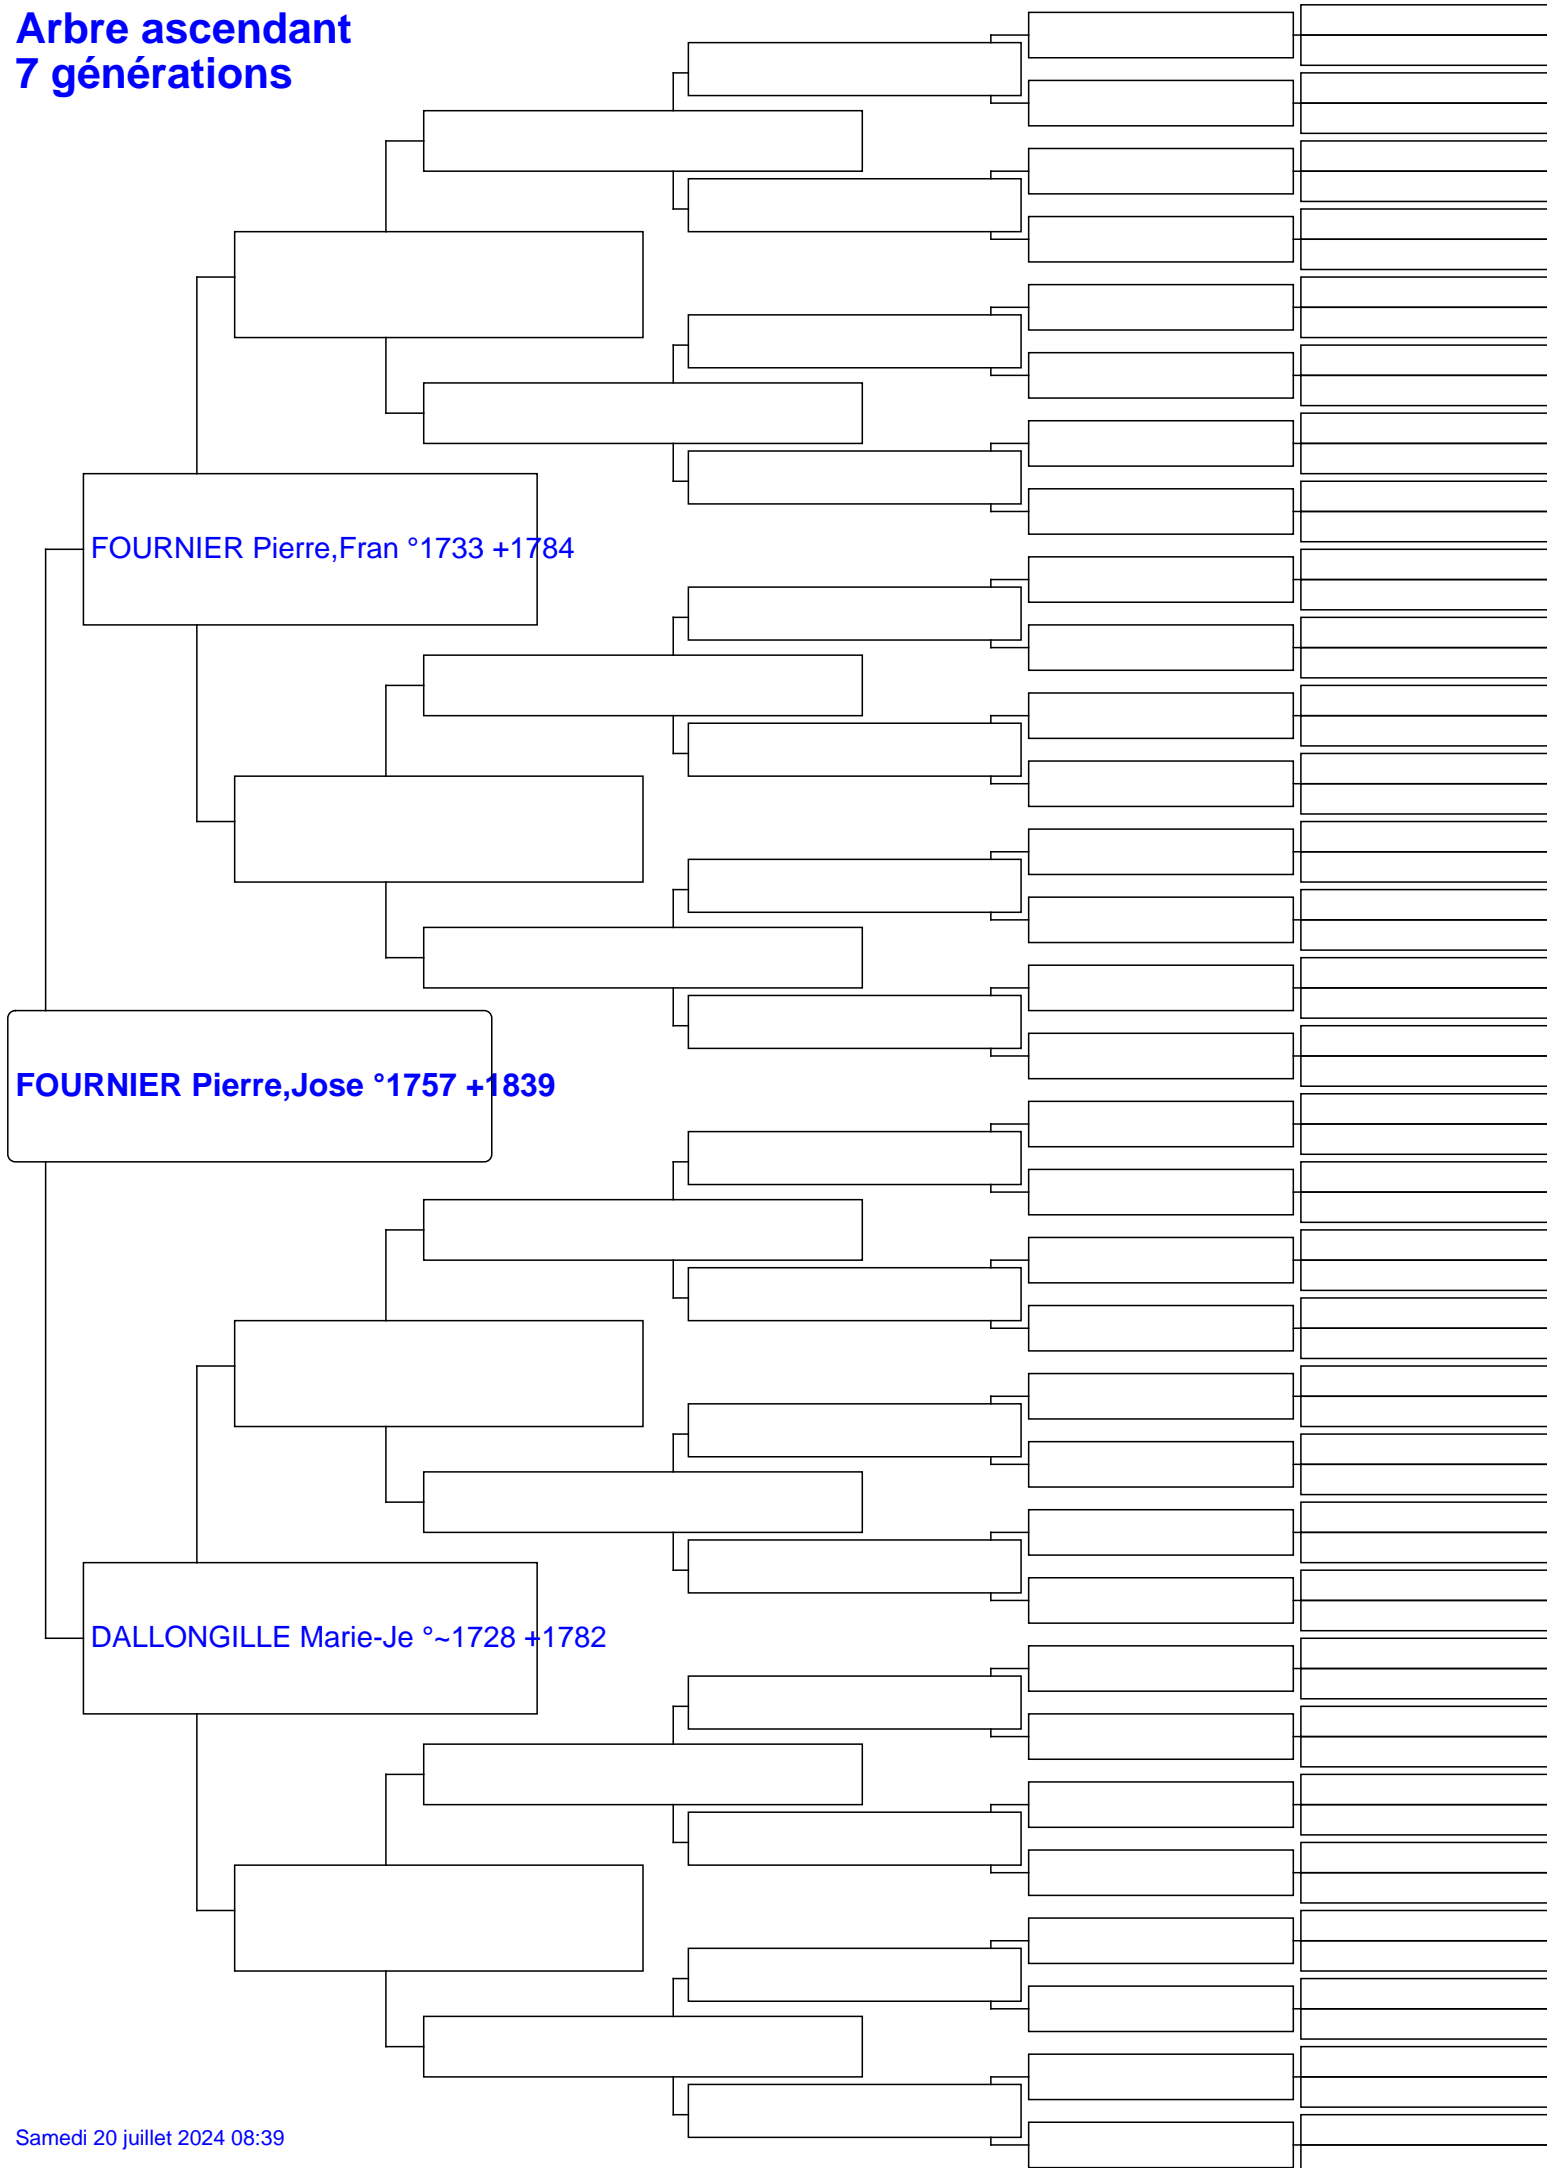 Arbre ascendant
7 générations
FOURNIER Pierre,Fran °1733 +1784
FOURNIER Pierre,Jose °1757 +1839
DALLONGILLE Marie-Je °~1728 +1782
Samedi 20 juillet 2024 08:39